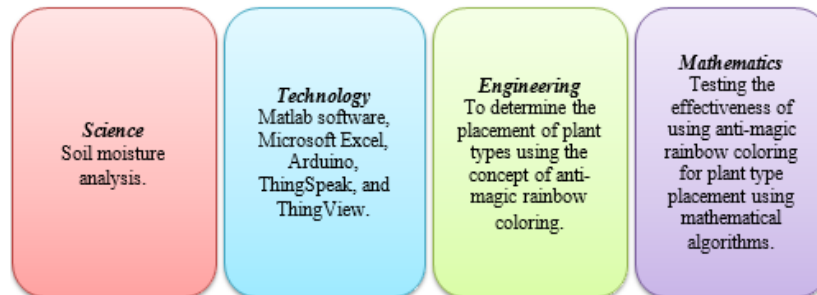 Science
Soil moisture
analysis.
Technology
Matlab software,
Microsoft Excel,
Arduino,
ThingSpeak, and
ThingView.
Engineering
To determine the
placement of plant
types using the
concept of anti-
magic rainbow
coloring.
Mathematics
Testing the
effectiveness of
using anti-magic
rainbow coloring
for plant type
placement using
mathematical
algorithms.